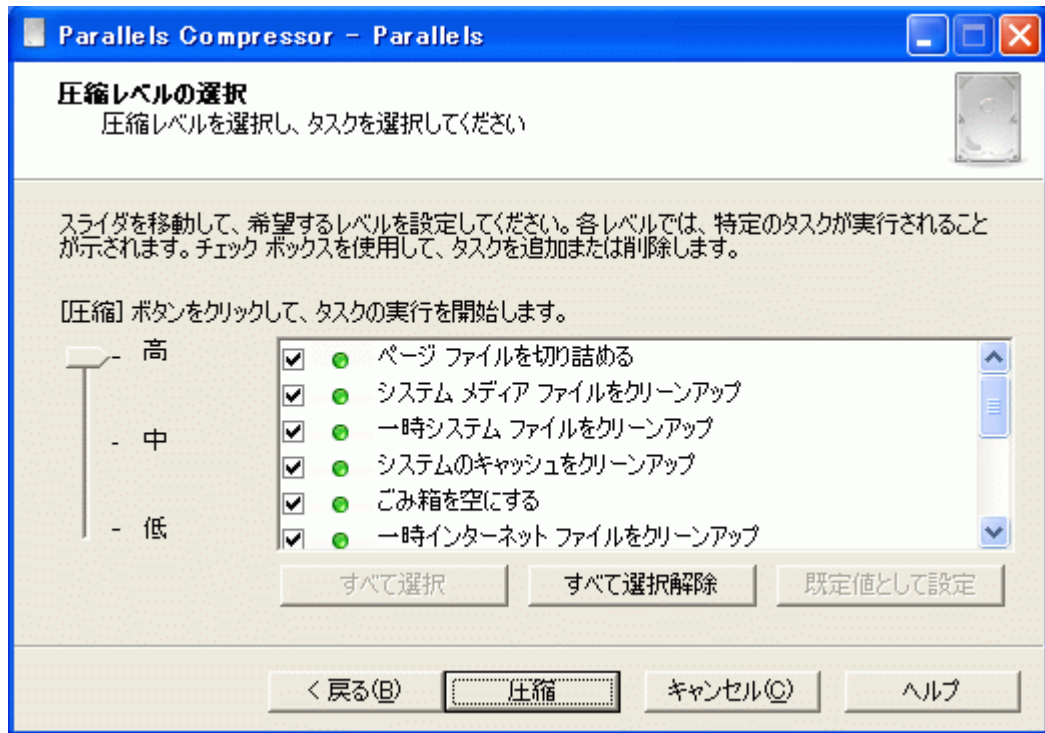 Parallels Compressor - Parallels
圧縮レベルの選択
圧縮レベルを選択し、タスクを選択してください
スライダを移動して、希望するレベルを設定してください。各レベルでは、特定のタスクが実行されること
が示されます。チェック ボックスを使用して、タスクを追加または削除します。
[圧縮] ボタンをクリックして、タスクの実行を開始します。
高
中
低
ページ ファイルを切り詰める
システム メディア ファイルをクリーンアップ
一時システム ファイルをクリーンアップ
システムのキャッシュをクリーンアップ
ごみ箱を空にする
一時インターネット ファイルをクリーンアップ
すべて選択 すべて選択解除 既定値として設定
< 戻る(B) 圧縮 キャンセル(C) ヘルプ